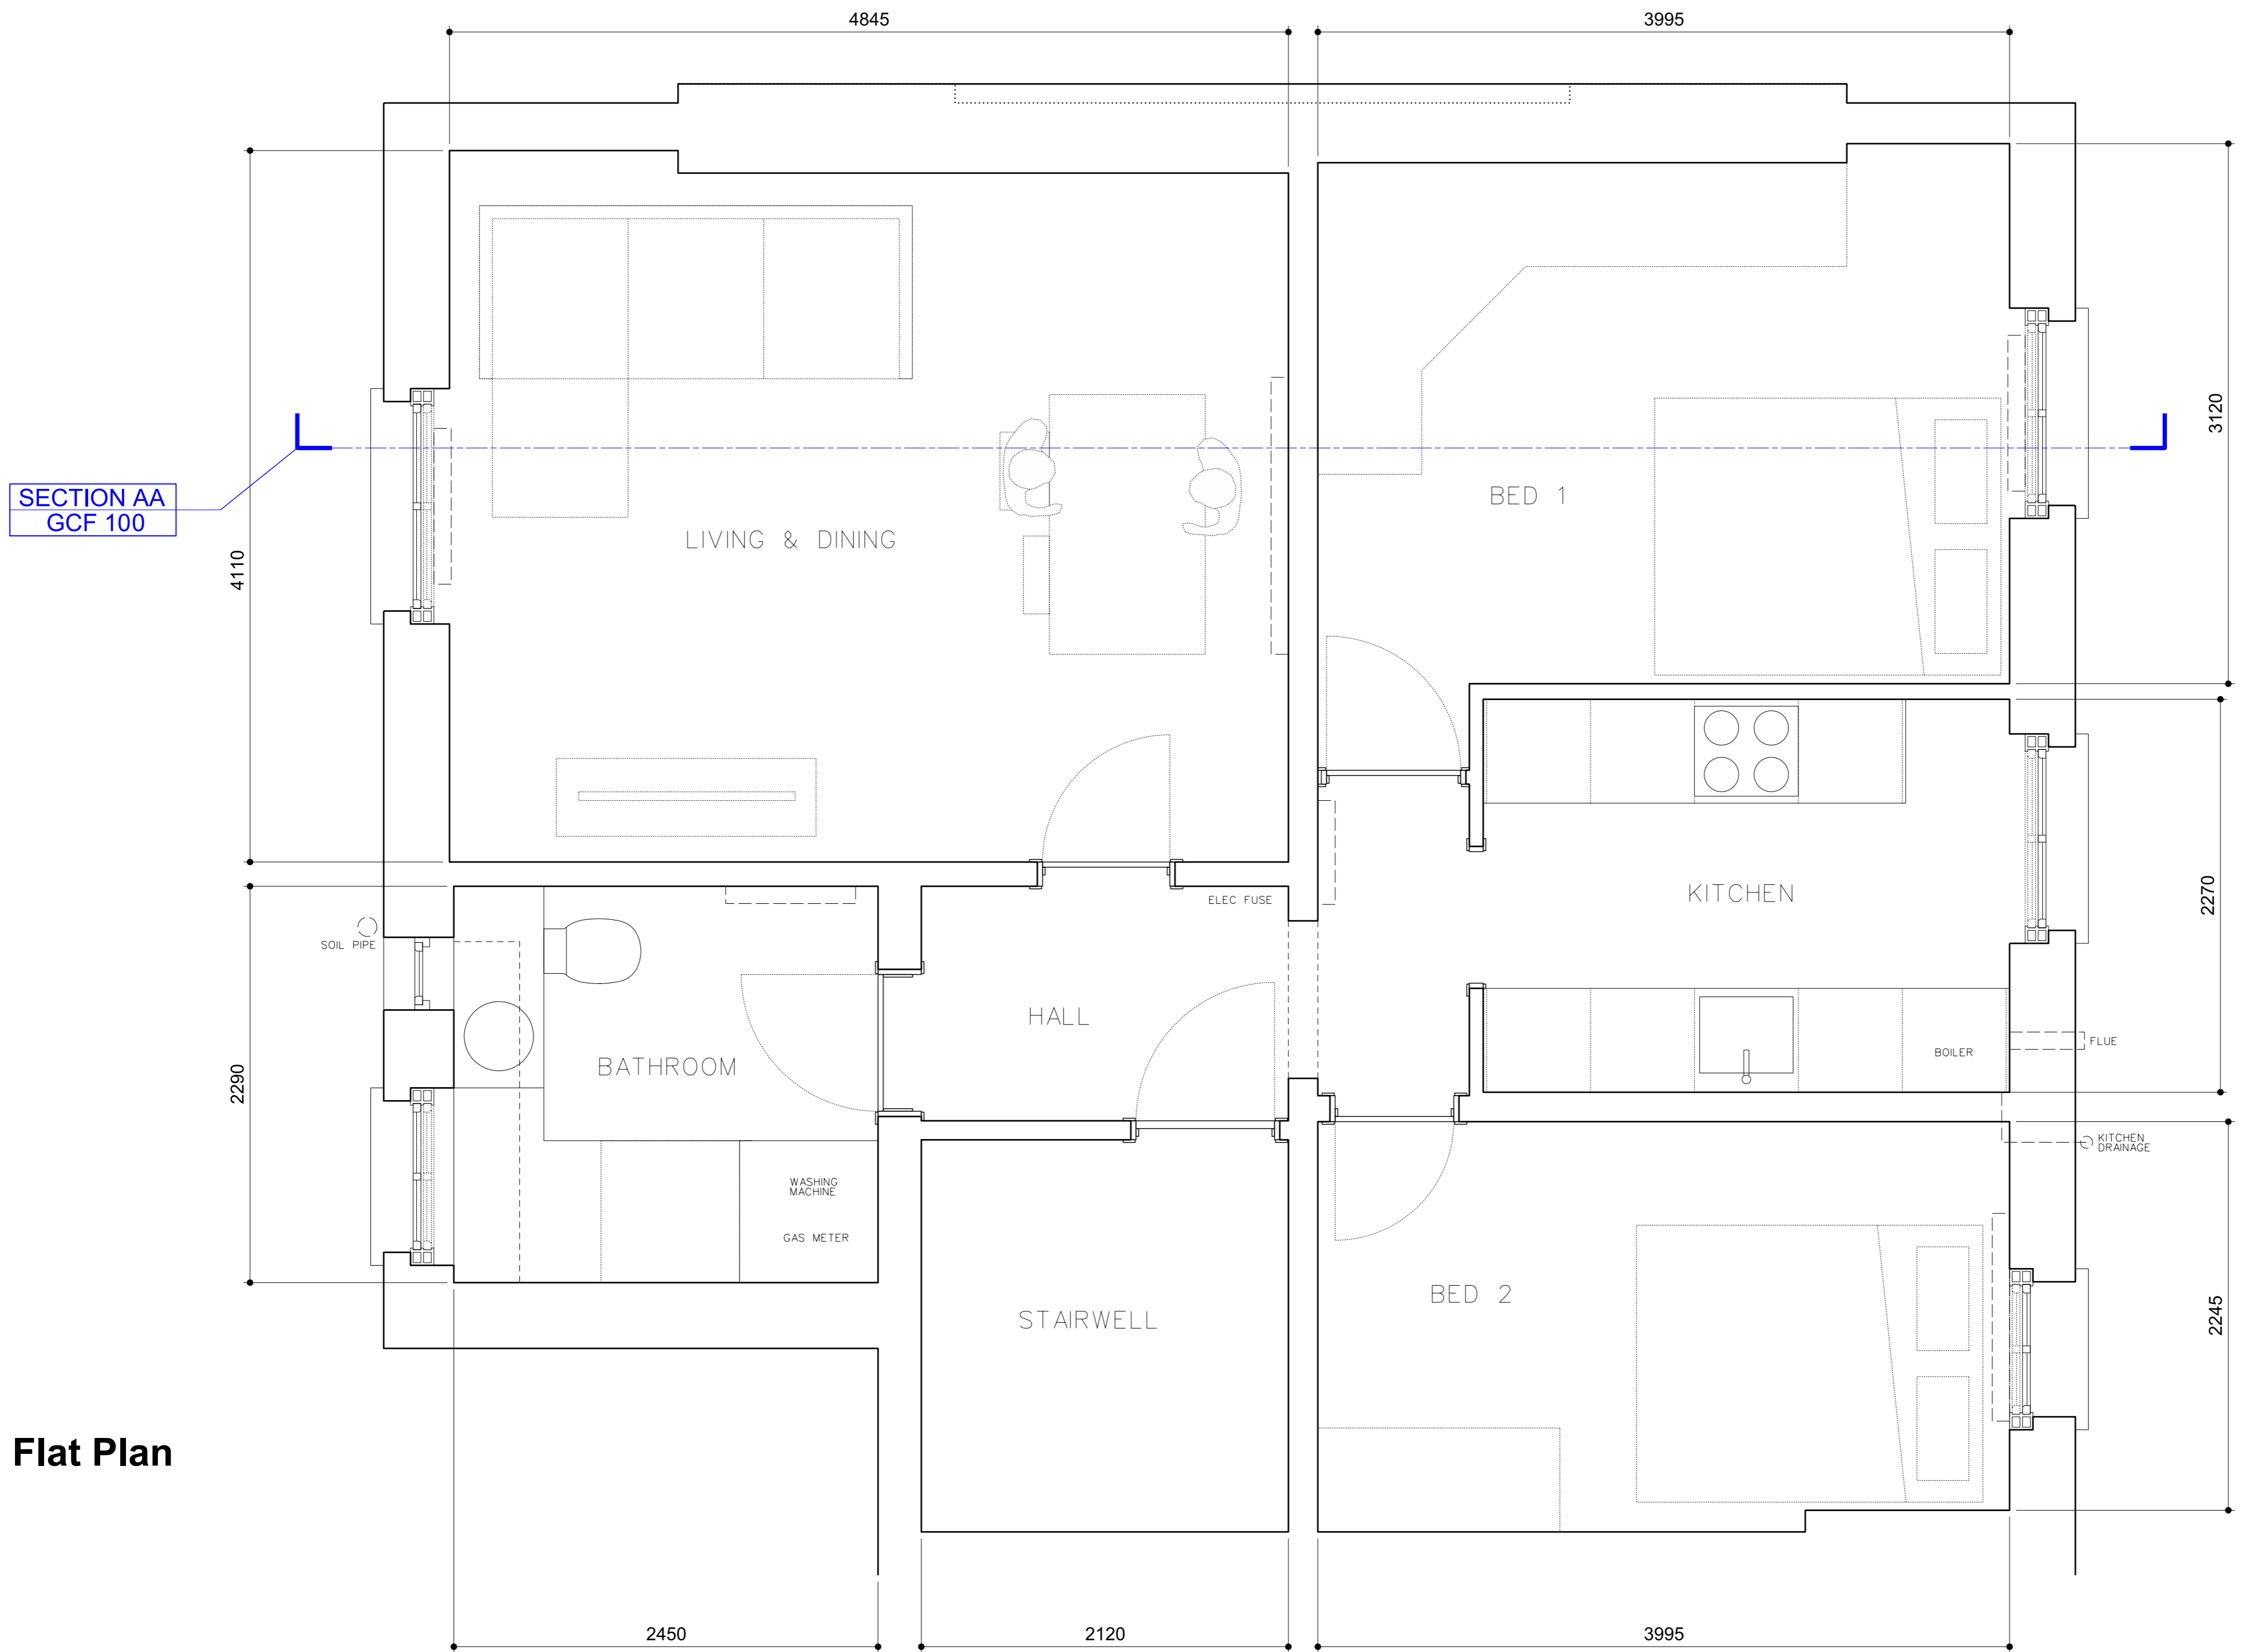 4845
3995
SECTION AA
GCF 100
4110
3120
BED 1
LIVING & DINING
2270
KITCHEN
ELEC FUSE
SOIL PIPE
HALL
BATHROOM
BOILER
FLUE
2290
KITCHEN
DRAINAGE
WASHING
MACHINE
GAS METER
BED 2
STAIRWELL
2245
Flat Plan
2450
2120
3995